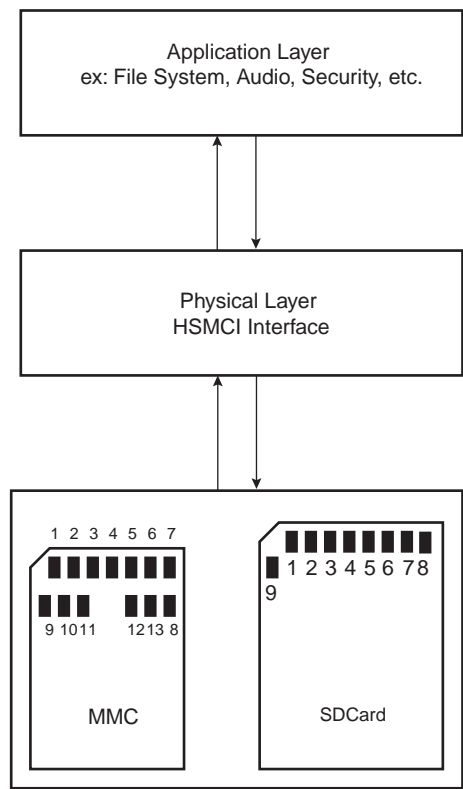 Application Layer
ex: File System, Audio, Security, etc.
Physical Layer
HSMCI Interface
1 2 3 4 5 6 7
9 10 11 12 13 8
MMC
1 2 3 4 5 6 7 8
9
SDCard